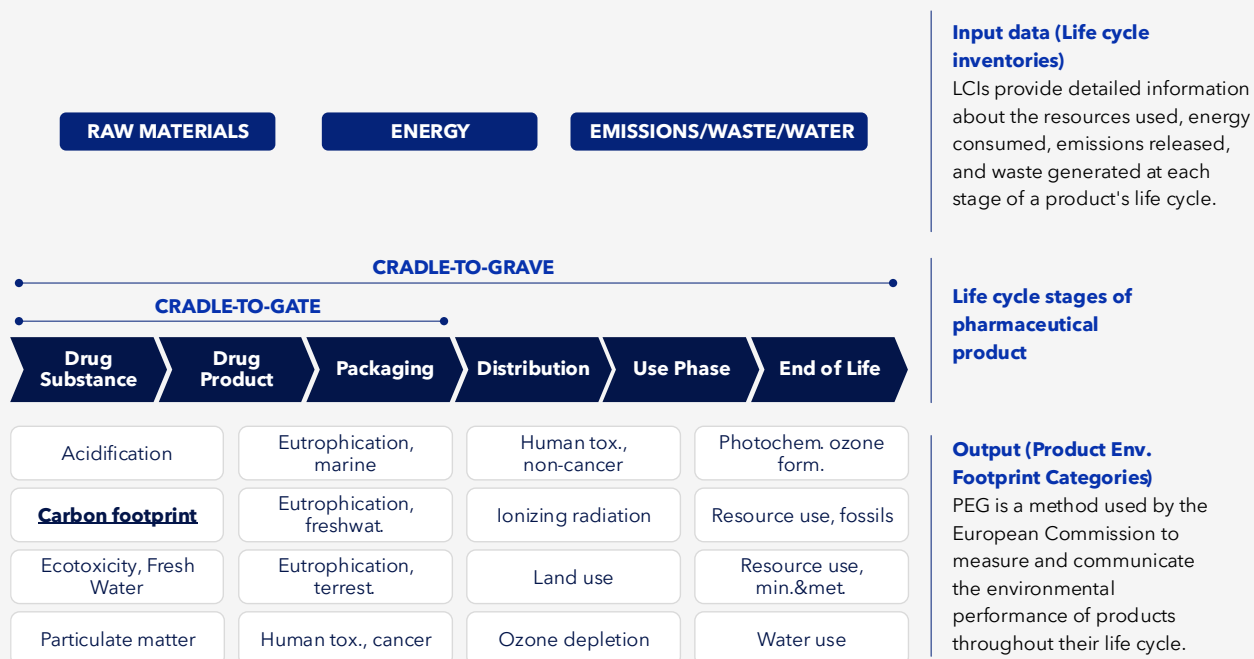 RAW MATERIALS
ENERGY
EMISSIONS/WASTE/WATER
Input data (Life cycle
inventories)
LCIs provide detailed information
about the resources used, energy
consumed, emissions released,
and waste generated at each
stage of a product's life cycle.
CRADLE-TO-GRAVE
CRADLE-TO-GATE
Drug
Substance
Drug
Product
Packaging
Distribution
Use Phase
End of Life
Life cycle stages of
pharmaceutical
product
Acidification
Eutrophication,
marine
Human tox.,
non-cancer
Photochem. ozone
form.
Carbon footprint
Eutrophication,
freshwat.
Ionizing radiation
Resource use, fossils
Ecotoxicity, Fresh
Water
Eutrophication,
terrest.
Land use
Resource use,
min.&met.
Particulate matter
Human tox., cancer
Ozone depletion
Water use
Output (Product Env.
Footprint Categories)
PEG is a method used by the
European Commission to
measure and communicate
the environmental
performance of products
throughout their life cycle.